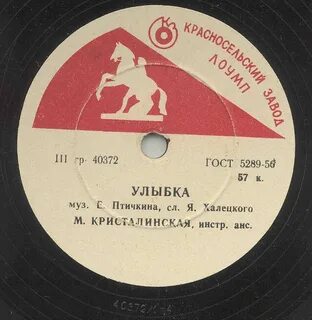 КРАСНОСЕЛЬСКИЙ ЗАВОД
ЛОУМП
III гр 40372
ГОСТ 5289-56
57 к.
УЛЫБКА
муз. Е. Птичкина, сл. Я. Халецкого
М. КРИСТАЛИНСКАЯ, инстр. анс.